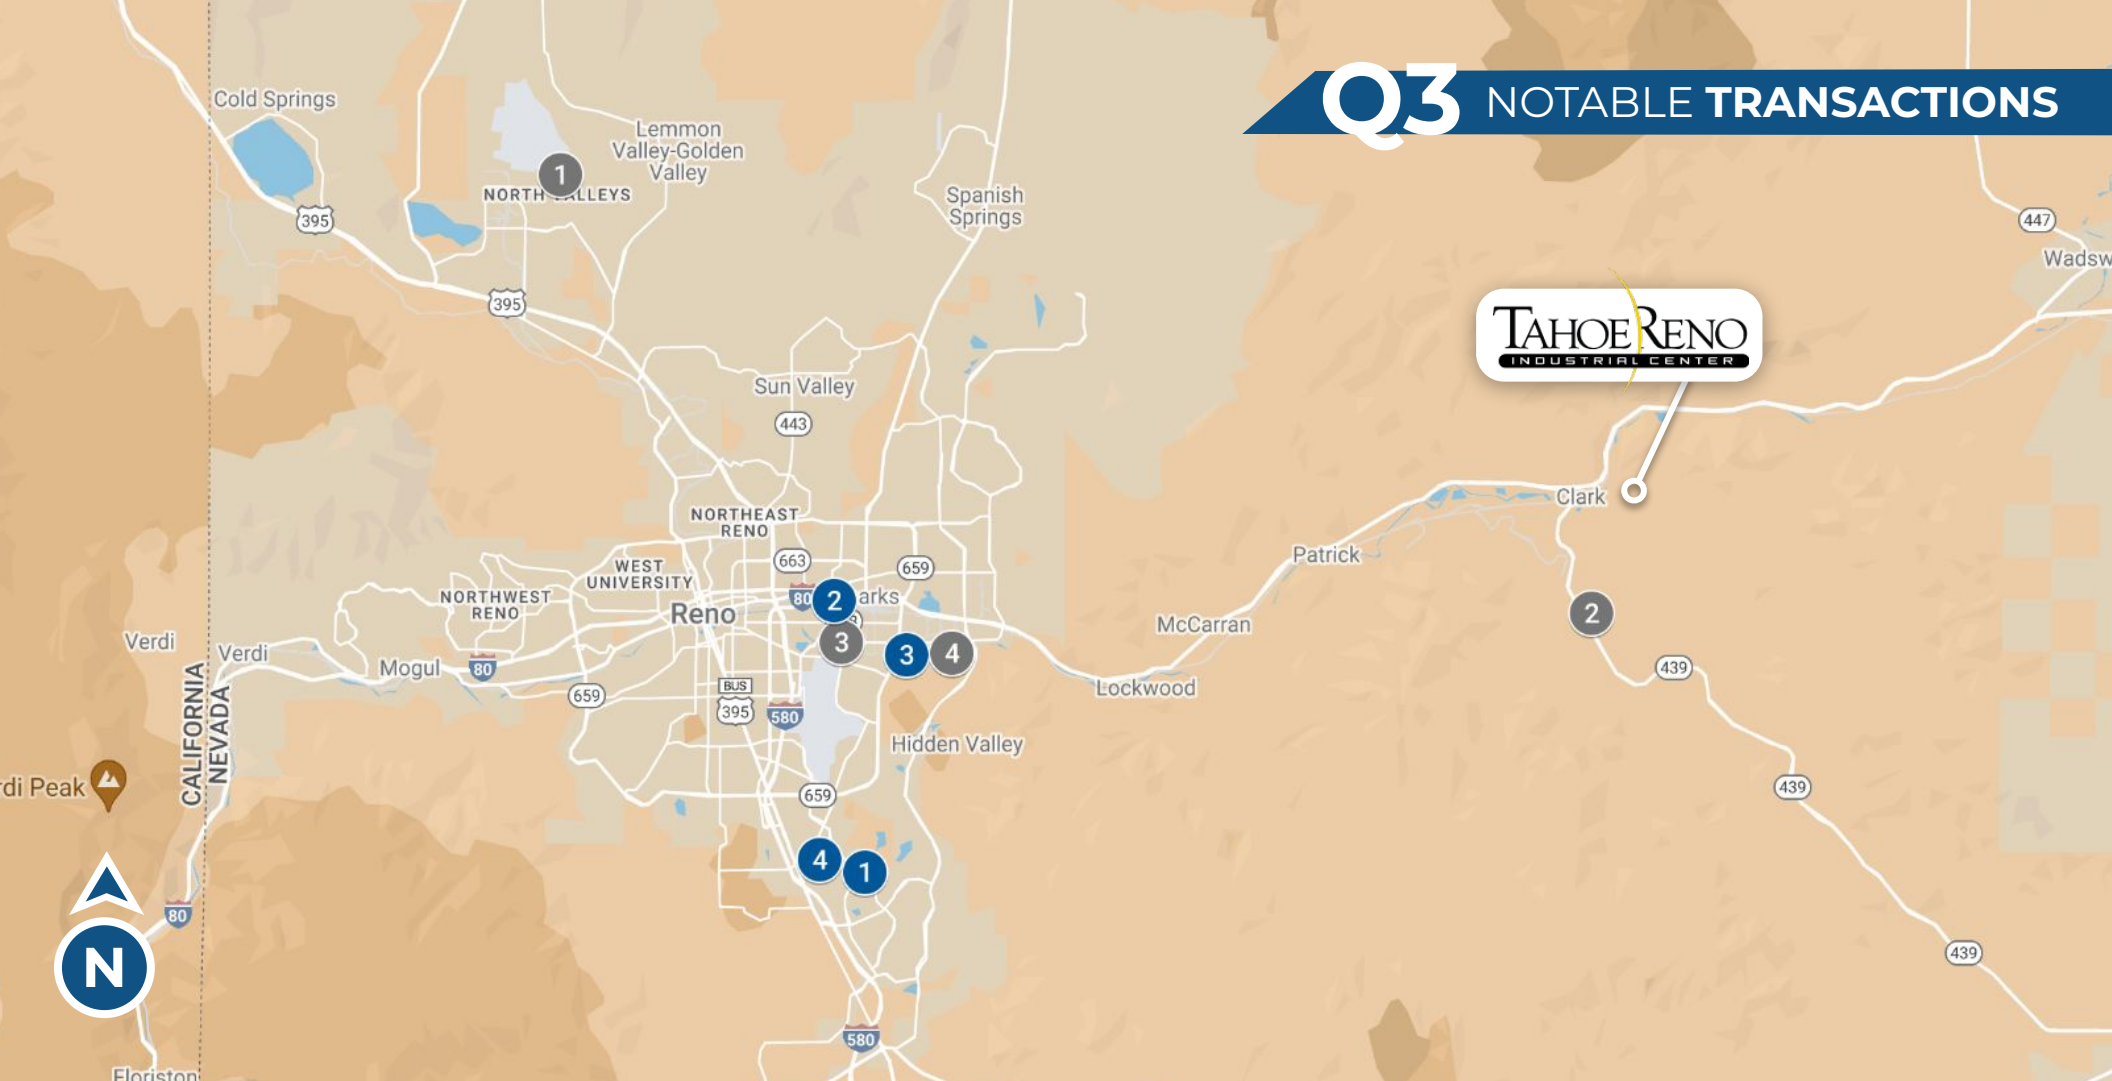 Q3 NOTABLE TRANSACTIONS
Cold Springs
Lemmon
Valley-Golden
Valley
1
NORTH VALLEYS
Spanish
Springs
395
447
Wadsw
395
TAHOE RENO
INDUSTRIAL CENTER
Sun Valley
443
Clark
NORTHEAST
RENO
Patrick
663
659
WEST
UNIVERSITY
80
2
arks
NORTHWEST
RENO
Reno
2
McCarran
3
3
4
Verdi
Verdi
Mogul
80
439
Lockwood
659
BUS
395
580
CALIFORNIA
NEVADA
Hidden Valley
rdi Peak
659
439
4
1
80
N
439
580
Floriston